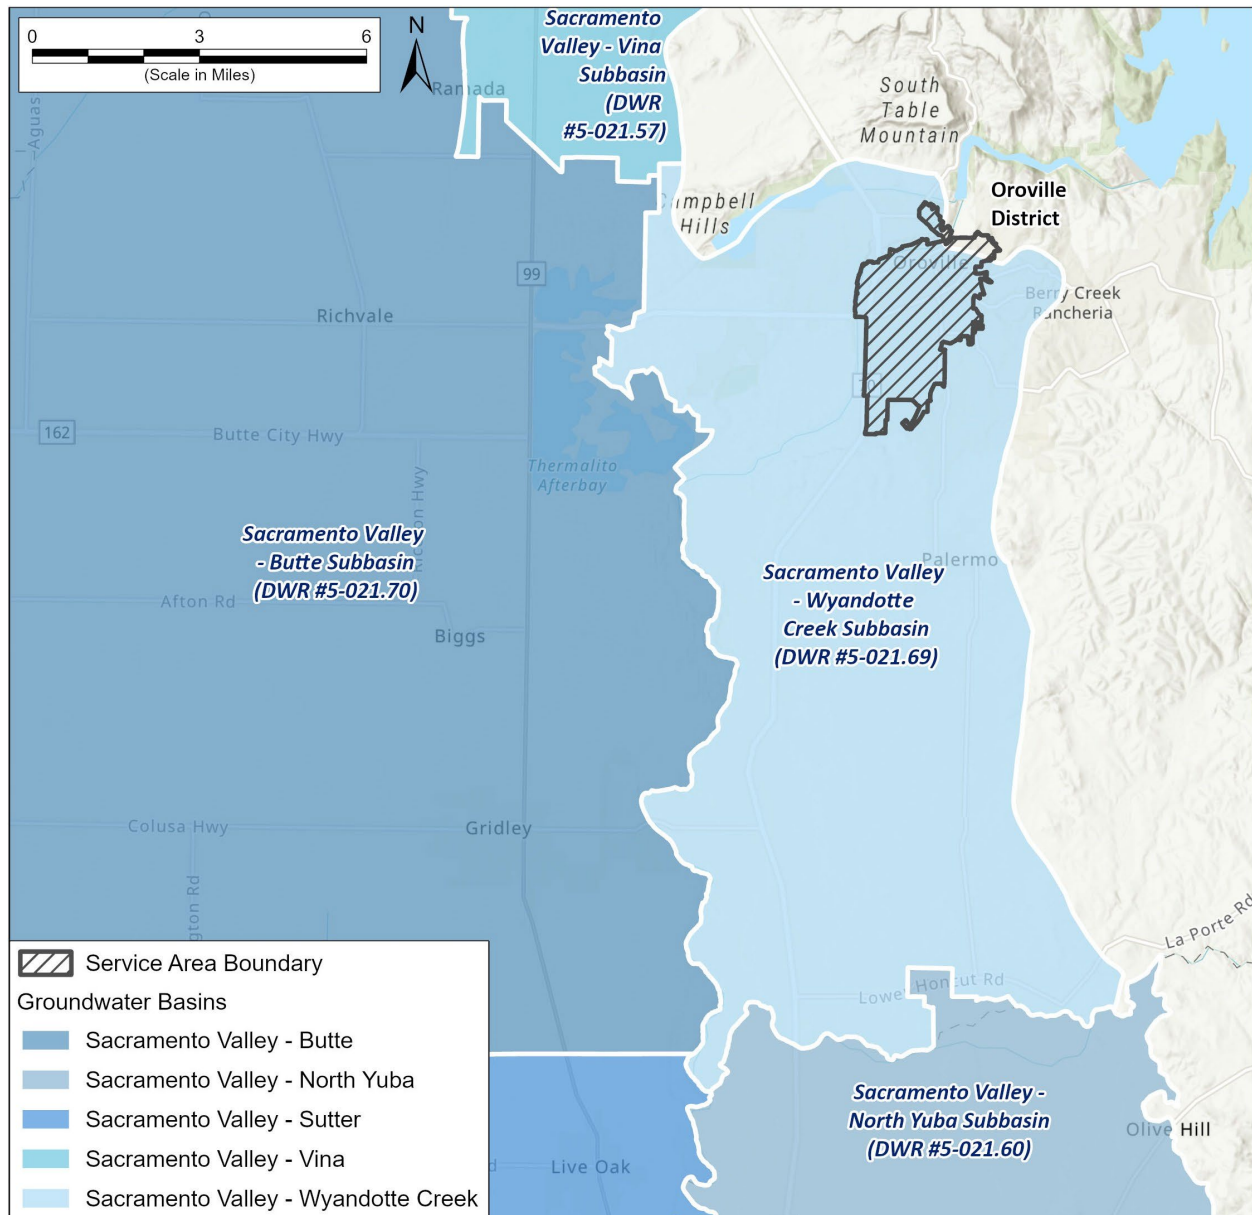 0 3 6
(Scale in Miles)
N
Sacramento
Valley - Vina
Subbasin
(DWR
#5-021.57)
Ramada
Aguas
South
Table
Mountain
Oroville
District
Campbell
Hills
99
Oroville
Berry Creek
Rancheria
Richvale
70
162
Butte City Hwy
Thermalito
Afterbay
Sacramento Valley
- Butte Subbasin
(DWR #5-021.70)
Palermo
Sacramento Valley
- Wyandotte
Creek Subbasin
(DWR #5-021.69)
Afton Rd
Biggs
Colusa Hwy
Gridley
ngton Rd
La Porte Rd
Lower Honcut Rd
Sacramento Valley -
North Yuba Subbasin
(DWR #5-021.60)
Olive Hill
Live Oak
Service Area Boundary
Groundwater Basins
Sacramento Valley - Butte
Sacramento Valley - North Yuba
Sacramento Valley - Sutter
Sacramento Valley - Vina
Sacramento Valley - Wyandotte Creek